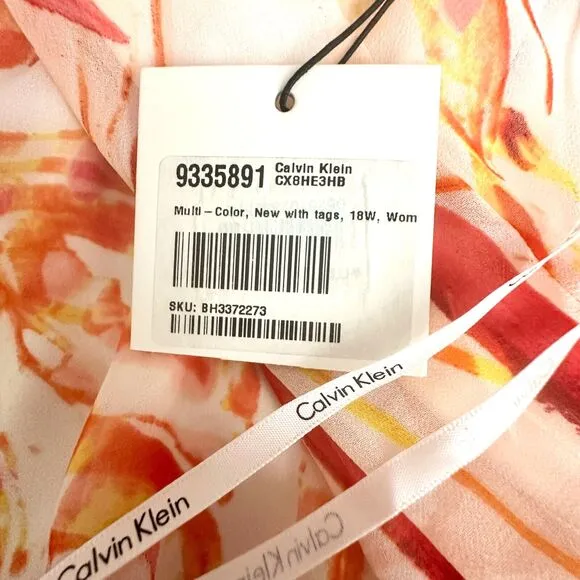 9335891 Calvin Klein
CX8HE3HB
Multi-Color, New with tags, 18W, Wom
SKU: BH3372273
Calvin Klein
Calvin Klein
Calvin Klein